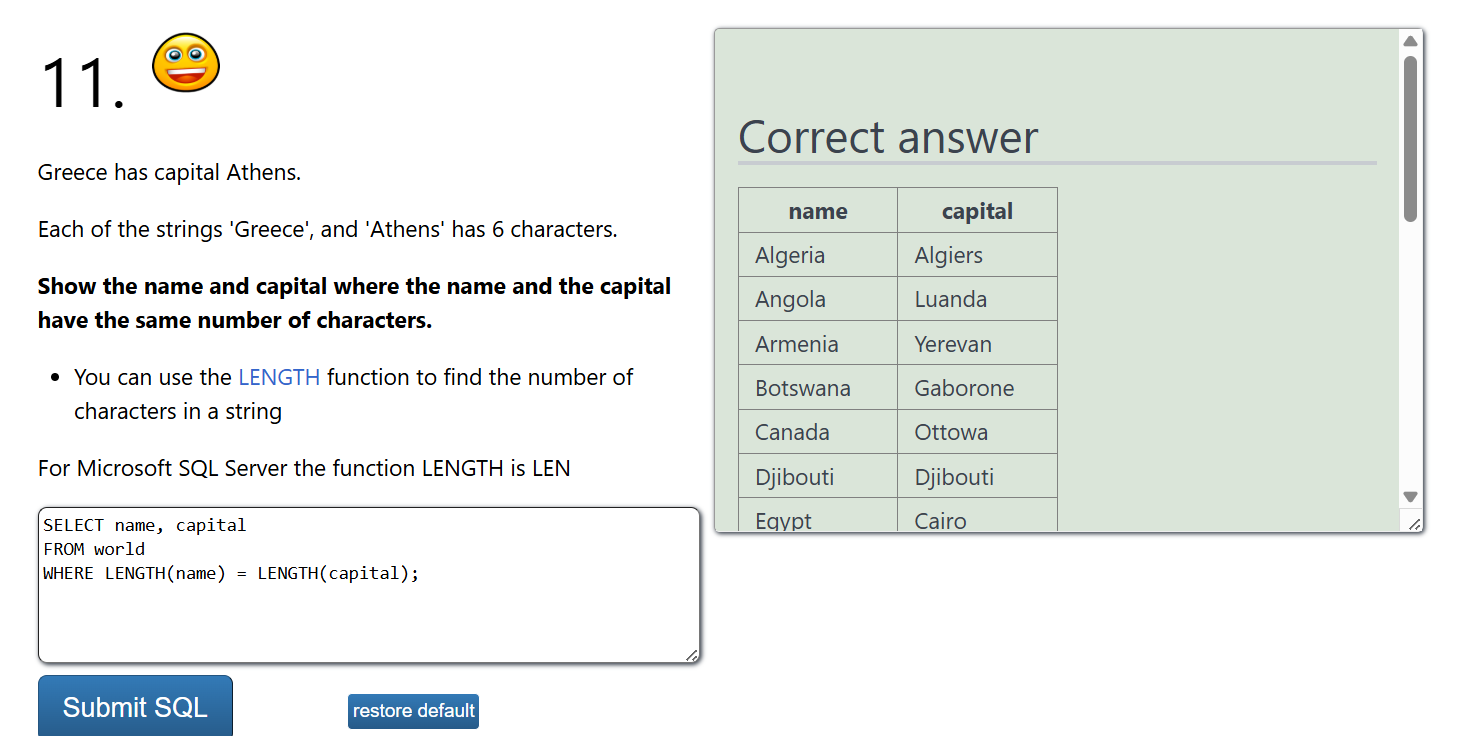 11.
Greece has capital Athens.
Each of the strings 'Greece', and 'Athens' has 6 characters.
Show the name and capital where the name and the capital
have the same number of characters.
• You can use the LENGTH function to find the number of
characters in a string
For Microsoft SQL Server the function LENGTH is LEN
SELECT name, capital
FROM world
WHERE LENGTH(name) = LENGTH(capital);
Submit SQL
restore default
Correct answer
name capital
Algeria Algiers
Angola Luanda
Armenia Yerevan
Botswana Gaborone
Canada Ottowa
Djibouti Djibouti
Egypt Cairo